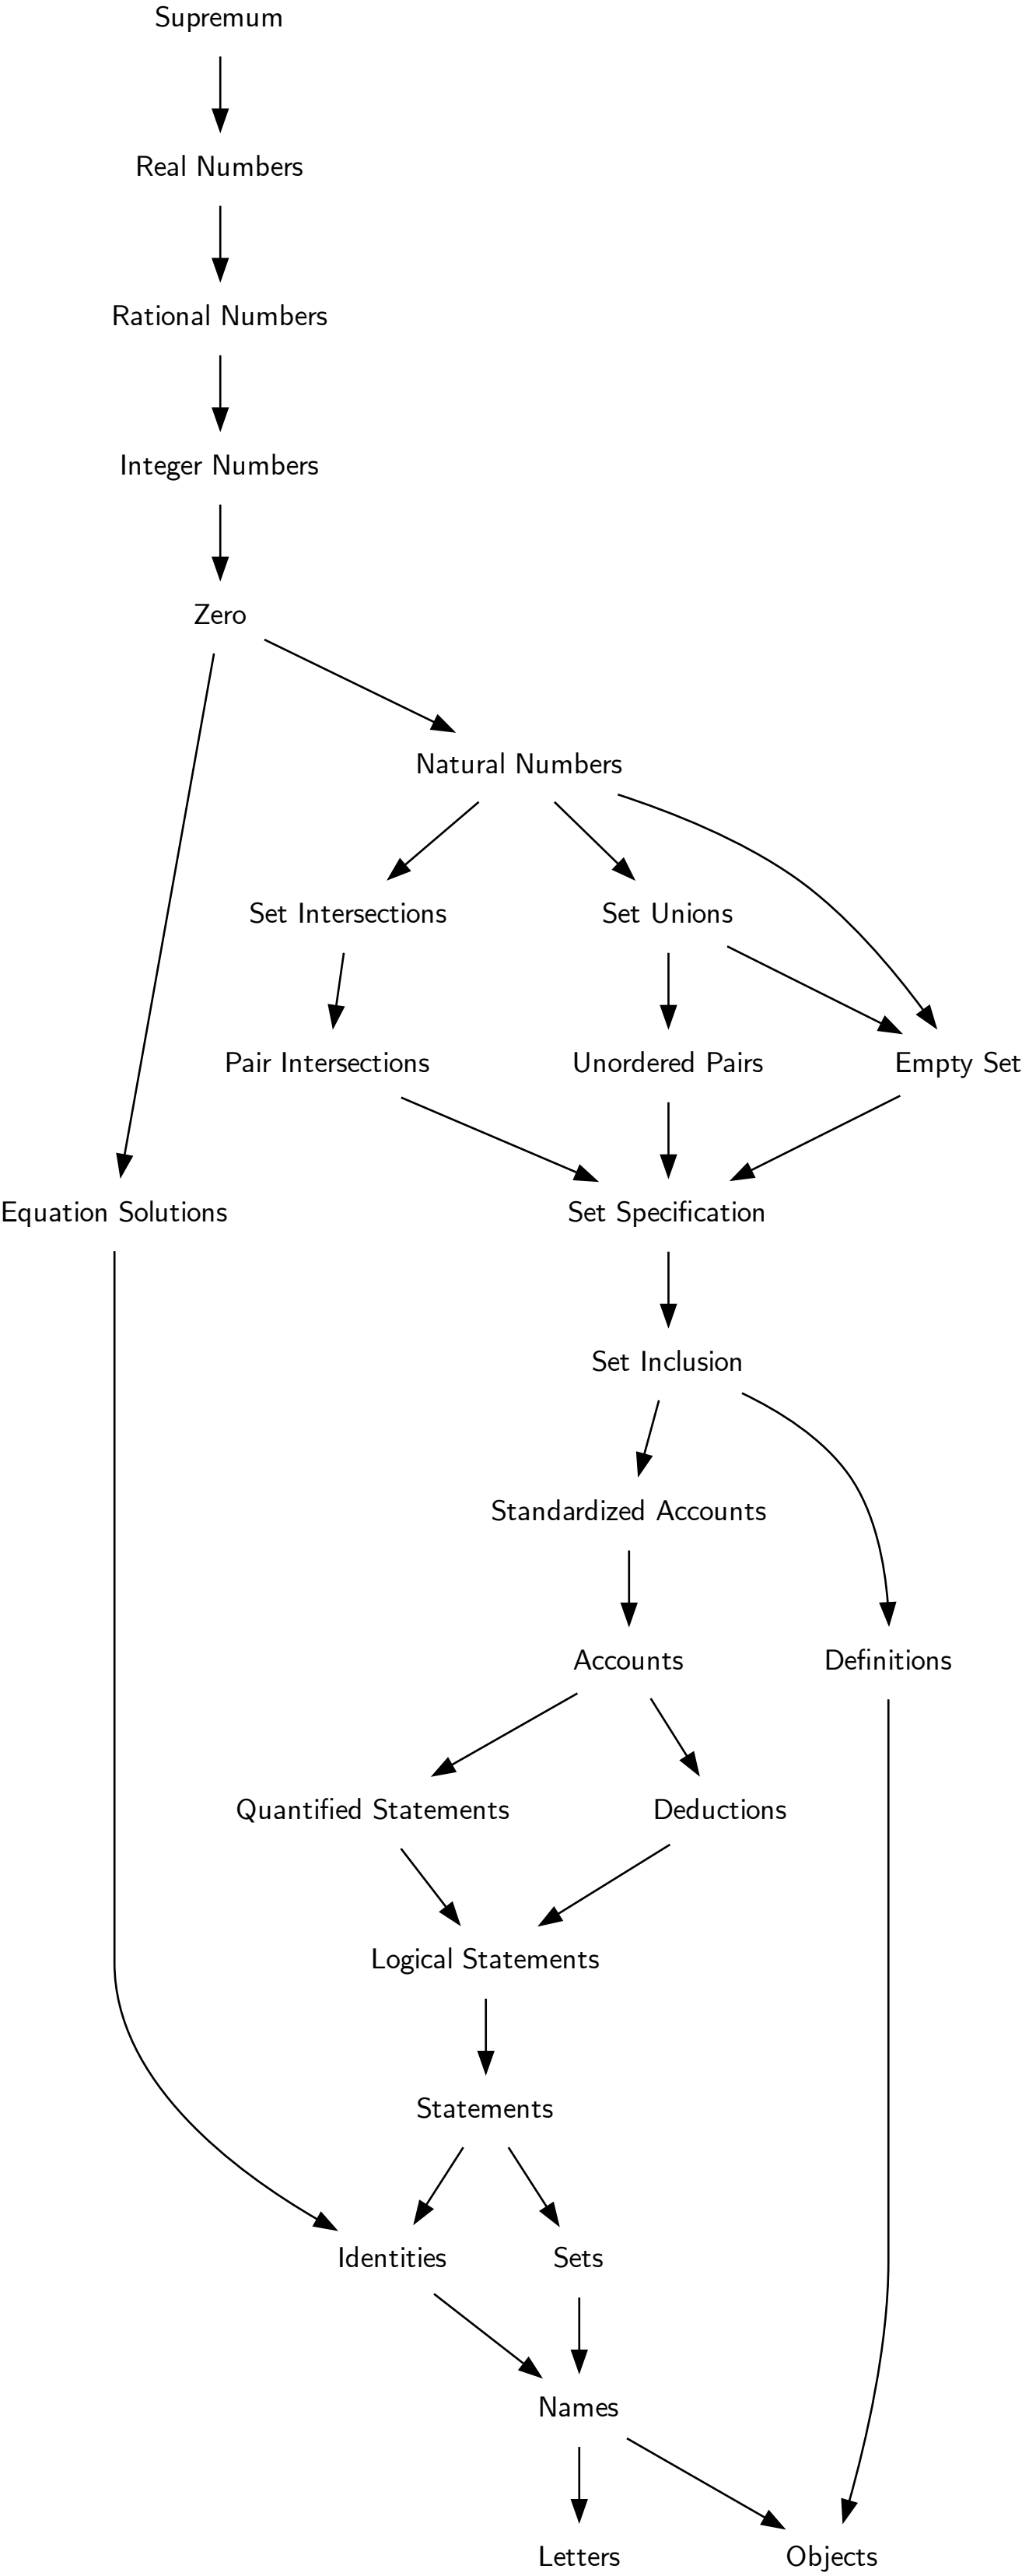 Supremum
Real Numbers
Rational Numbers
Integer Numbers
Zero
Natural Numbers
Set Intersections
Set Unions
Pair Intersections
Unordered Pairs
Empty Set
Equation Solutions
Set Specification
Set Inclusion
Standardized Accounts
Accounts
Definitions
Quantified Statements
Deductions
Logical Statements
Statements
Identities
Sets
Names
Letters
Objects